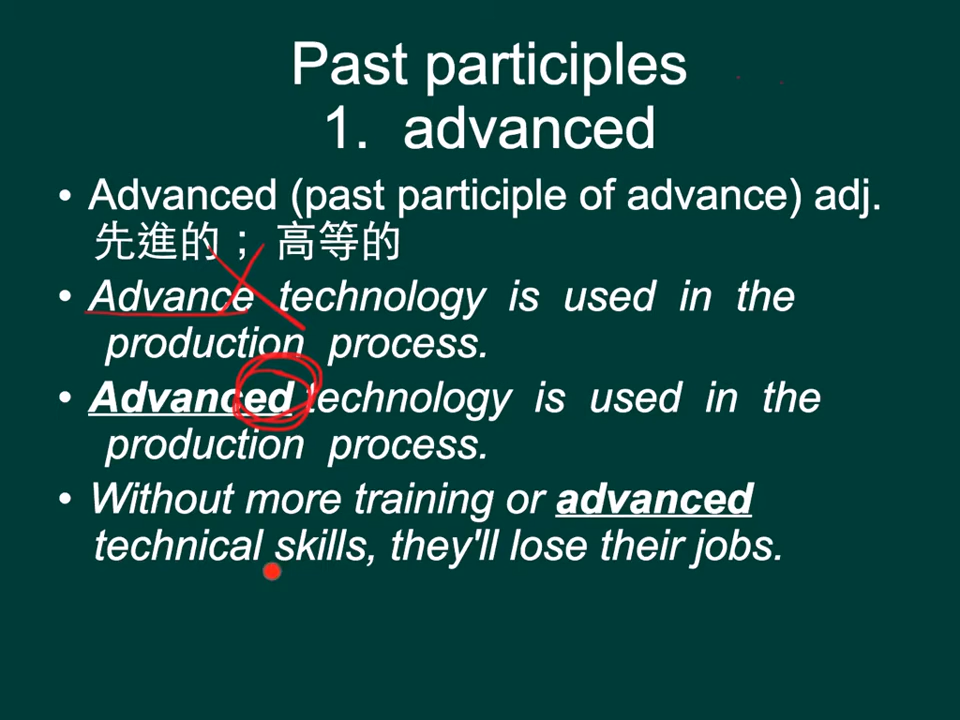 Past participles
1. advanced
• Advanced (past participle of advance) adj.
先進的； 高等的
• Advance technology is used in the
production process.
• Advanced technology is used in the
production process.
• Without more training or advanced
technical skills, they'll lose their jobs.